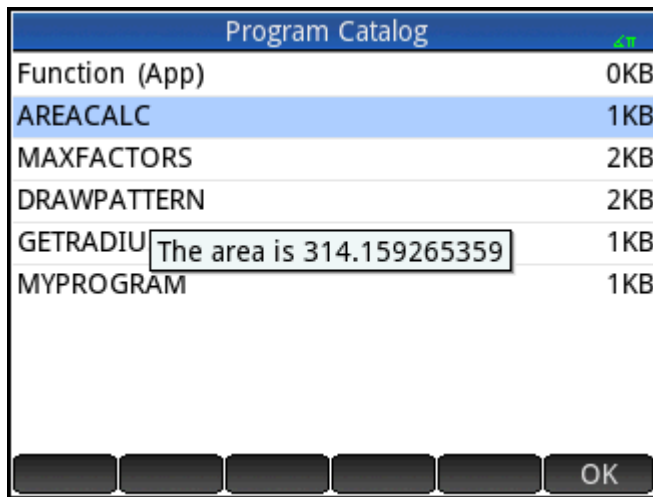 Program Catalog
∡π
Function (App) 0KB
AREACALC 1KB
MAXFACTORS 2KB
DRAWPATTERN 2KB
GETRADIU 1KB
The area is 314.159265359
MYPROGRAM 1KB
OK